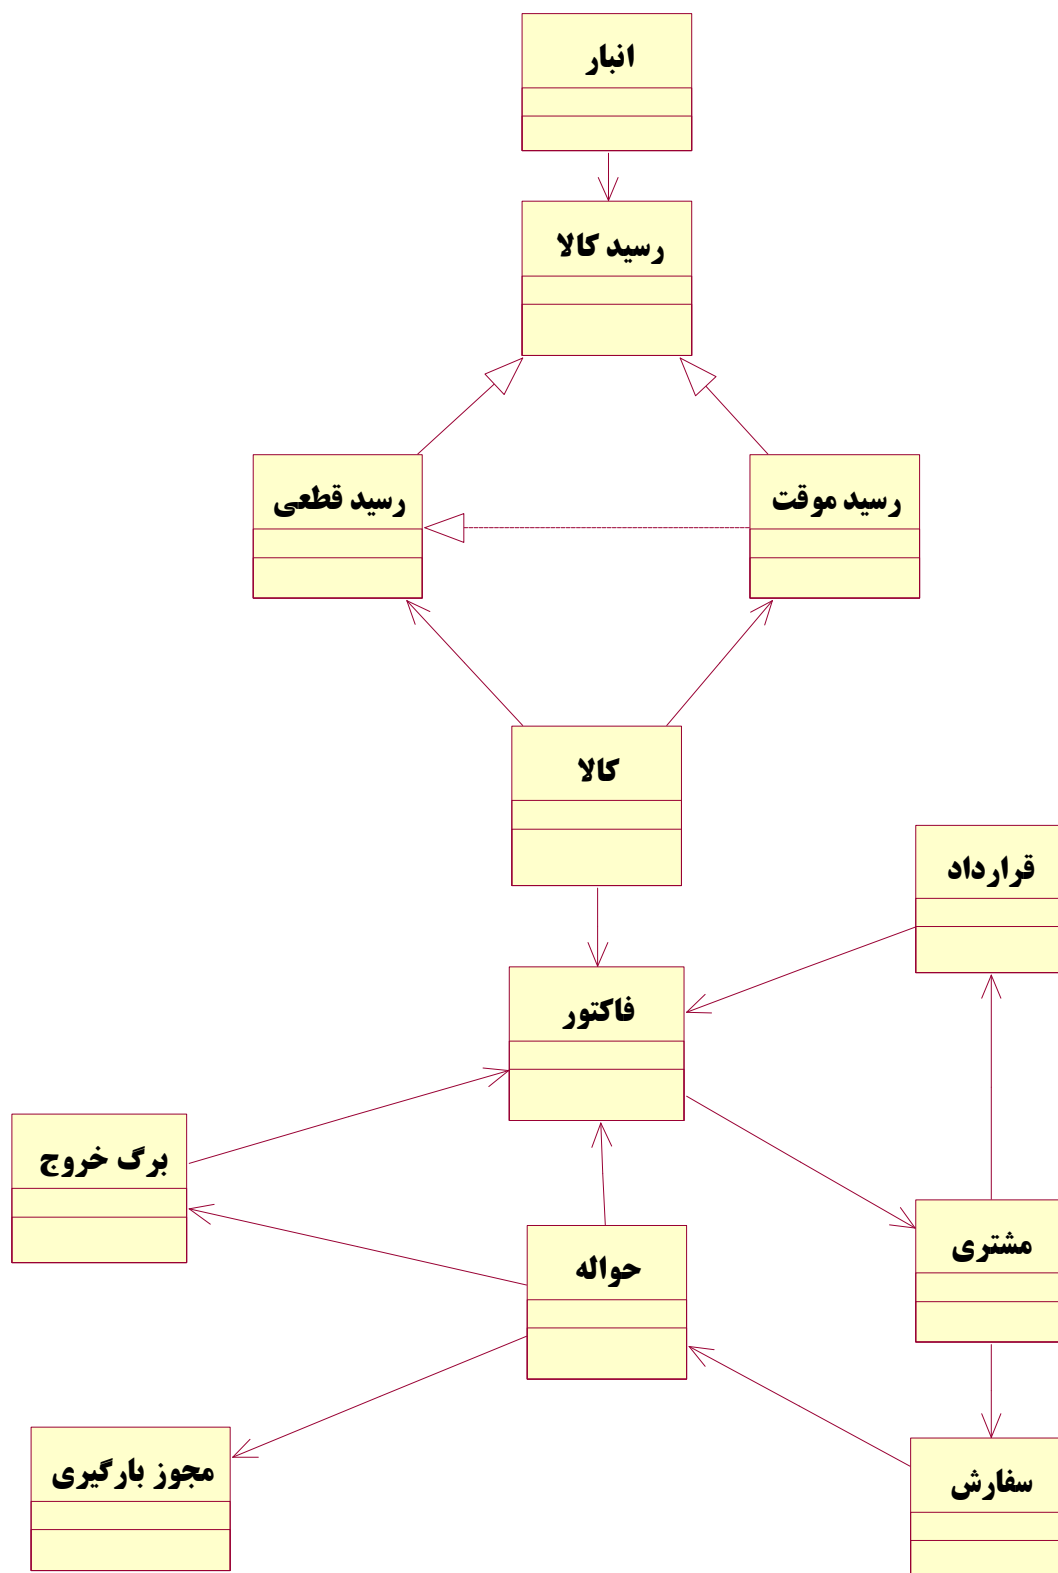 انبار
رسید کالا
رسید موقت
رسید قطعی
کالا
قرارداد
فاکتور
برگ خروج
مشتری
حواله
مجوز بارگیری
سفارش